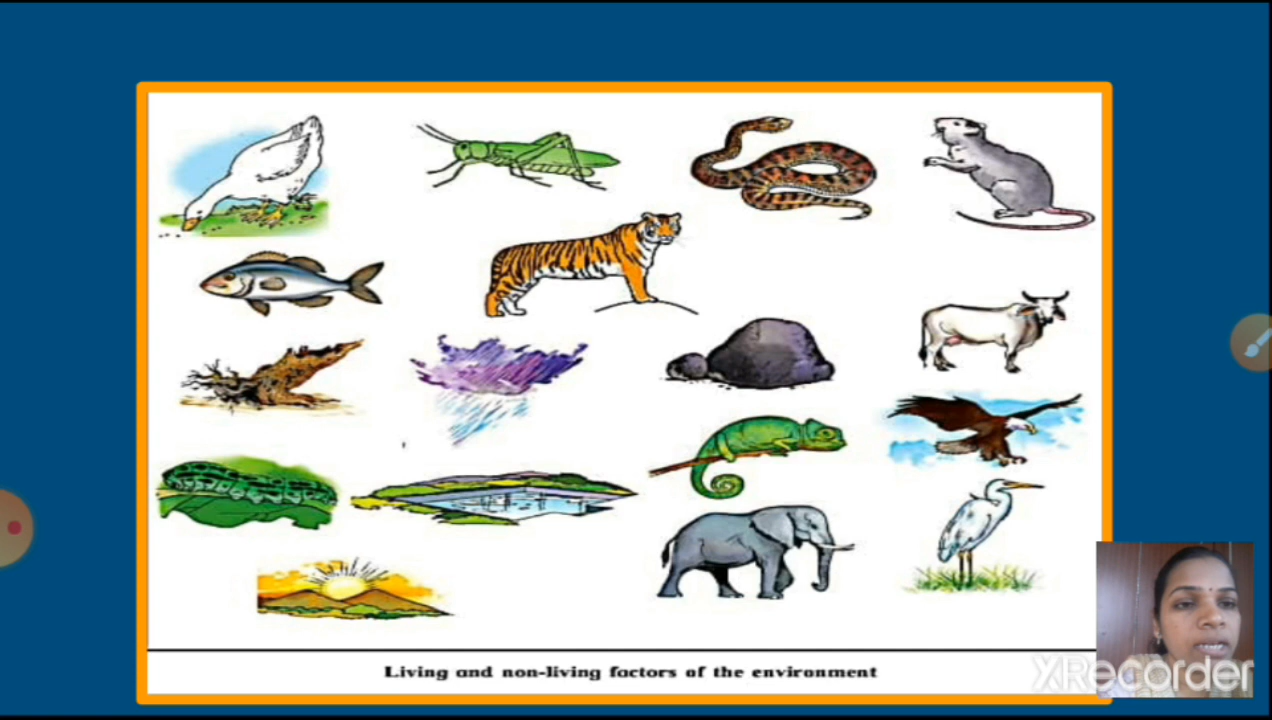 Living and non-living factors of the environment
XRecorder